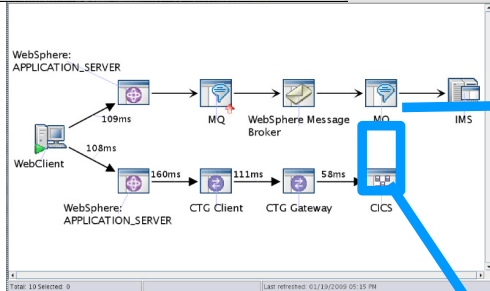 WebSphere:
APPLICATION_SERVER
109ms
MQ
WebSphere Message
Broker
MQ
IMS
WebClient
108ms
160ms
111ms
58ms
WebSphere:
APPLICATION_SERVER
CTG Client
CTG Gateway
CICS
Total: 10 Selected: 0
Last refreshed: 01/19/2009 05:15 PM